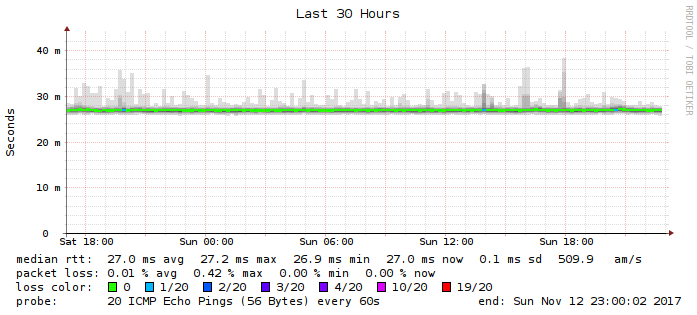 Last 30 Hours
RRDTOOL / TOBI OETIKER
Seconds
40 m
30 m
20 m
10 m
0
Sat 18:00 Sun 00:00 Sun 06:00 Sun 12:00 Sun 18:00
median rtt: 27.0 ms avg 27.2 ms max 26.9 ms min 27.0 ms now 0.1 ms sd 509.9 am/s
packet loss: 0.01 % avg 0.42 % max 0.00 % min 0.00 % now
loss color: 0 1/20 2/20 3/20 4/20 10/20 19/20
probe: 20 ICMP Echo Pings (56 Bytes) every 60s end: Sun Nov 12 23:00:02 2017